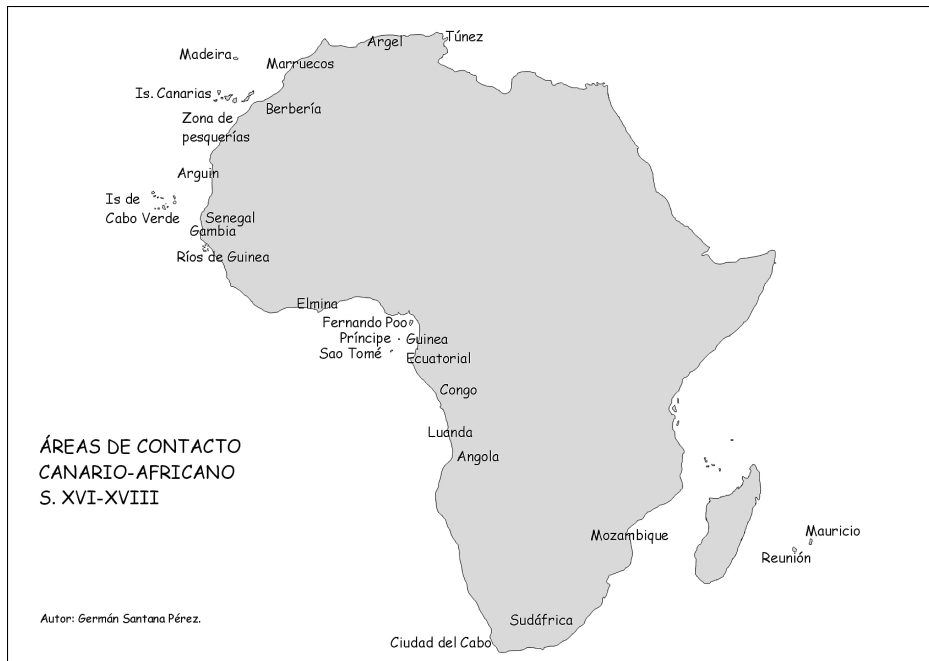 Túnez
Argel
Madeira
Marruecos
Is. Canarias
Berbería
Zona de
pesquerías
Arguin
Is de
Cabo Verde
Senegal
Gambia
Ríos de Guinea
Elmina
Fernando Poo
Príncipe
Guinea
Ecuatorial
Sao Tomé
Congo
Luanda
Angola
ÁREAS DE CONTACTO
CANARIO-AFRICANO
S. XVI-XVIII
Mozambique
Mauricio
Reunión
Autor: Germán Santana Pérez.
Sudáfrica
Ciudad del Cabo